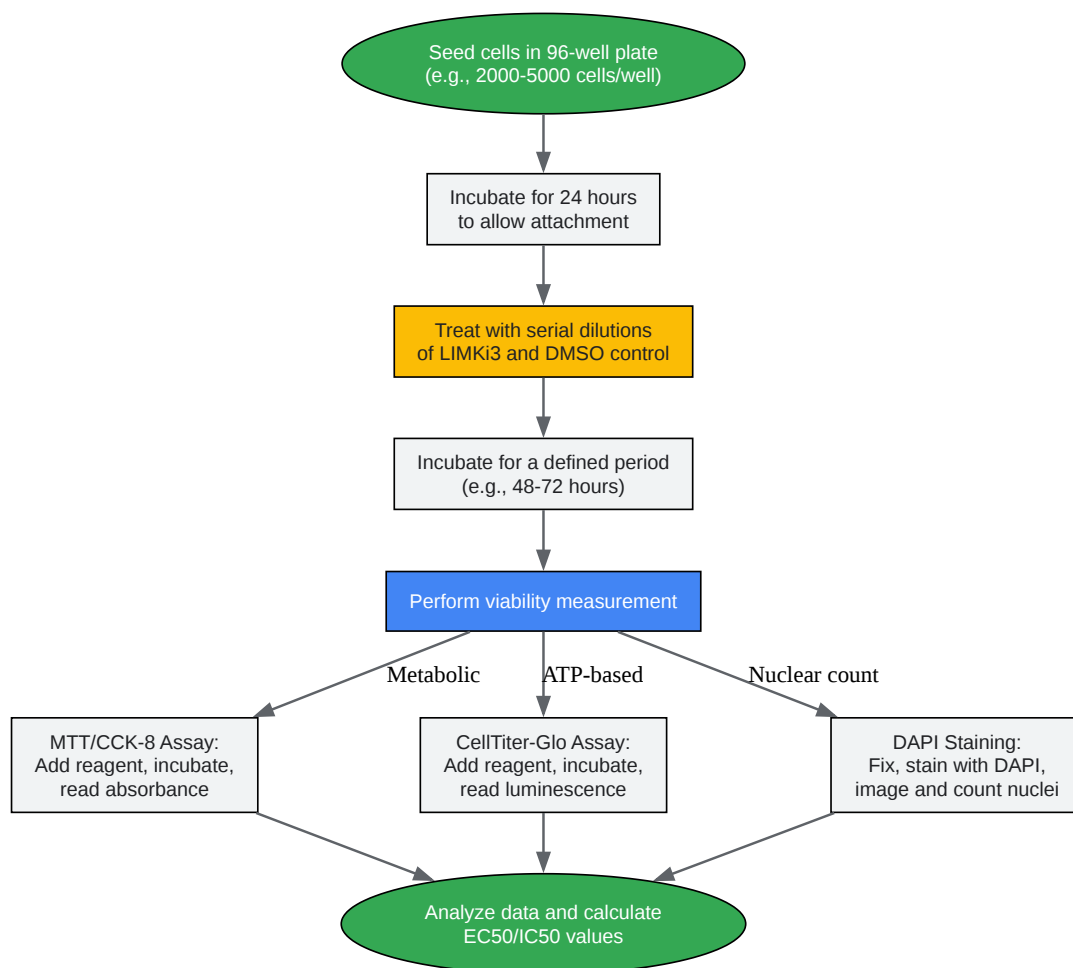 Seed cells in 96-well plate
(e.g., 2000-5000 cells/well)
Incubate for 24 hours
to allow attachment
Treat with serial dilutions
of LIMKi3 and DMSO control
Incubate for a defined period
(e.g., 48-72 hours)
Perform viability measurement
Metabolic
ATP-based
Nuclear count
MTT/CCK-8 Assay:
Add reagent, incubate,
read absorbance
CellTiter-Glo Assay:
Add reagent, incubate,
read luminescence
DAPI Staining:
Fix, stain with DAPI,
image and count nuclei
Analyze data and calculate
EC50/IC50 values